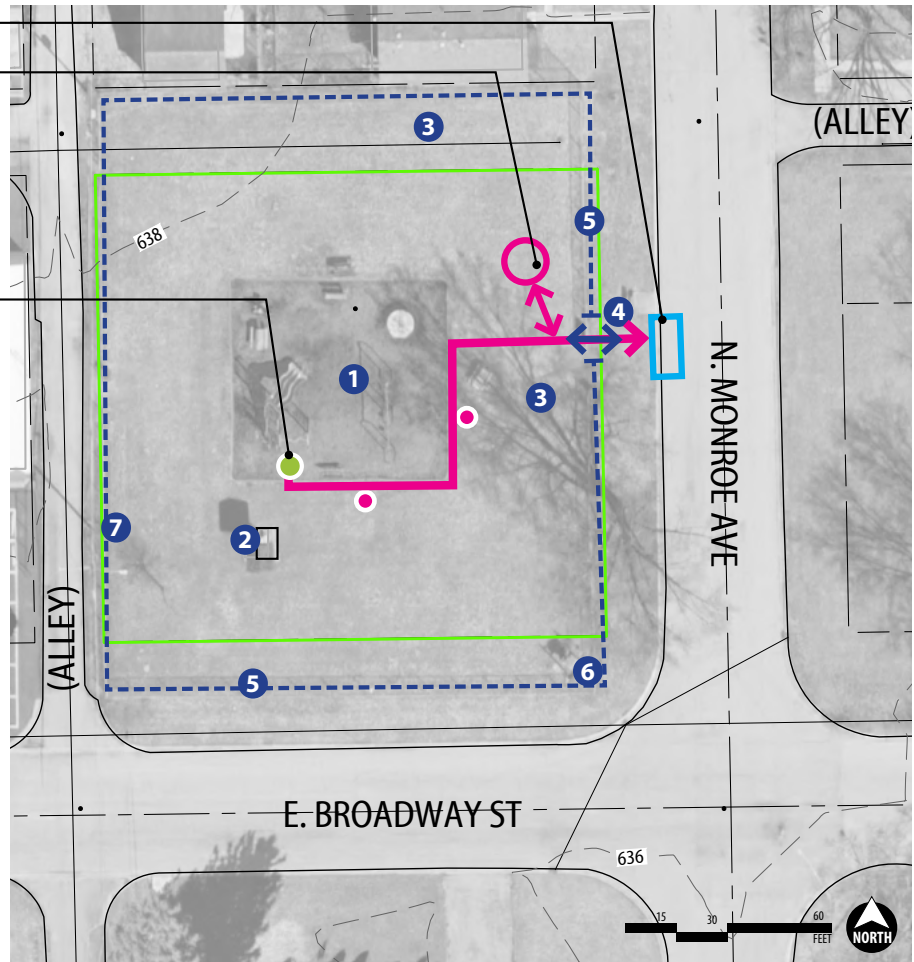 (ALLEY)
3
5
638
4
1
3
N. MONROE AVE
7
2
(ALLEY)
5
6
E. BROADWAY ST
636
15 30 60
FEET
NORTH